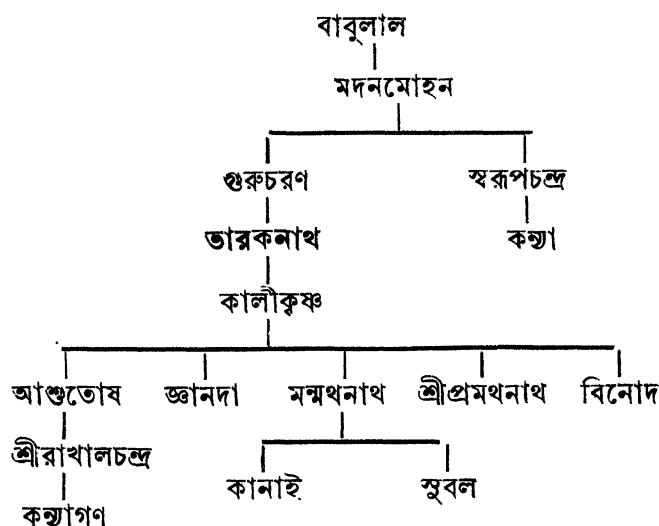 বাবুলাল
মদনমোহন
গুরুচরণ স্বরূপচন্দ্র
তারকনাথ কন্যা
কালীকৃষ্ণ
আশুতোষ জ্ঞানদা মন্মথনাথ শ্রীপ্রমথনাথ বিনোদ
শ্রীরাখালচন্দ্র
কানাই সুবল
কন্যাগণ